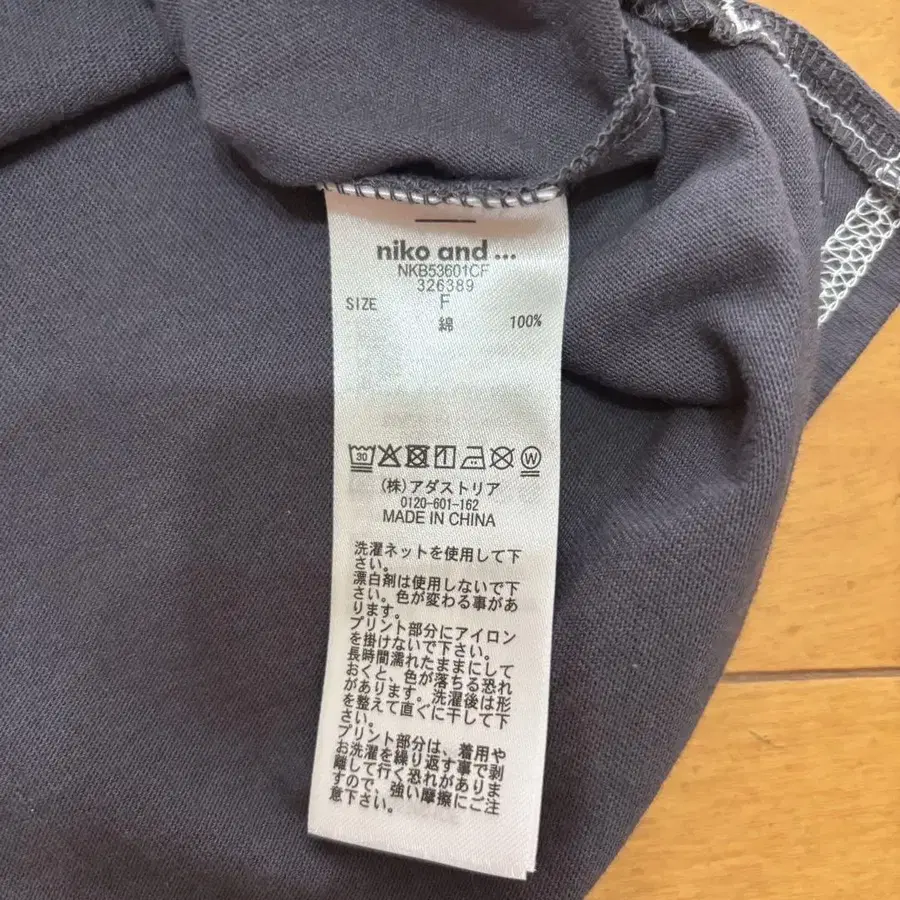 niko and ...
NKB53601CF
326389
SIZE F
綿 100%
30 W
(株)アダストリア
0120-601-162
MADE IN CHINA
洗濯ネットを使用して下
さい。
漂白剤は使用しないで下
さい。色が変わる事があ
ります。
プリント部分にアイロン
を掛けないで下さい。
長時間濡れたままにして
おくと、色が落ちる恐れ
があります。洗濯後は形
を整えて直ぐに干して下
さい。
プリント部分は、着用や
お洗濯を繰り返す事で剥
離して行く恐れがありま
すので、強い摩擦にご注
意下さい。